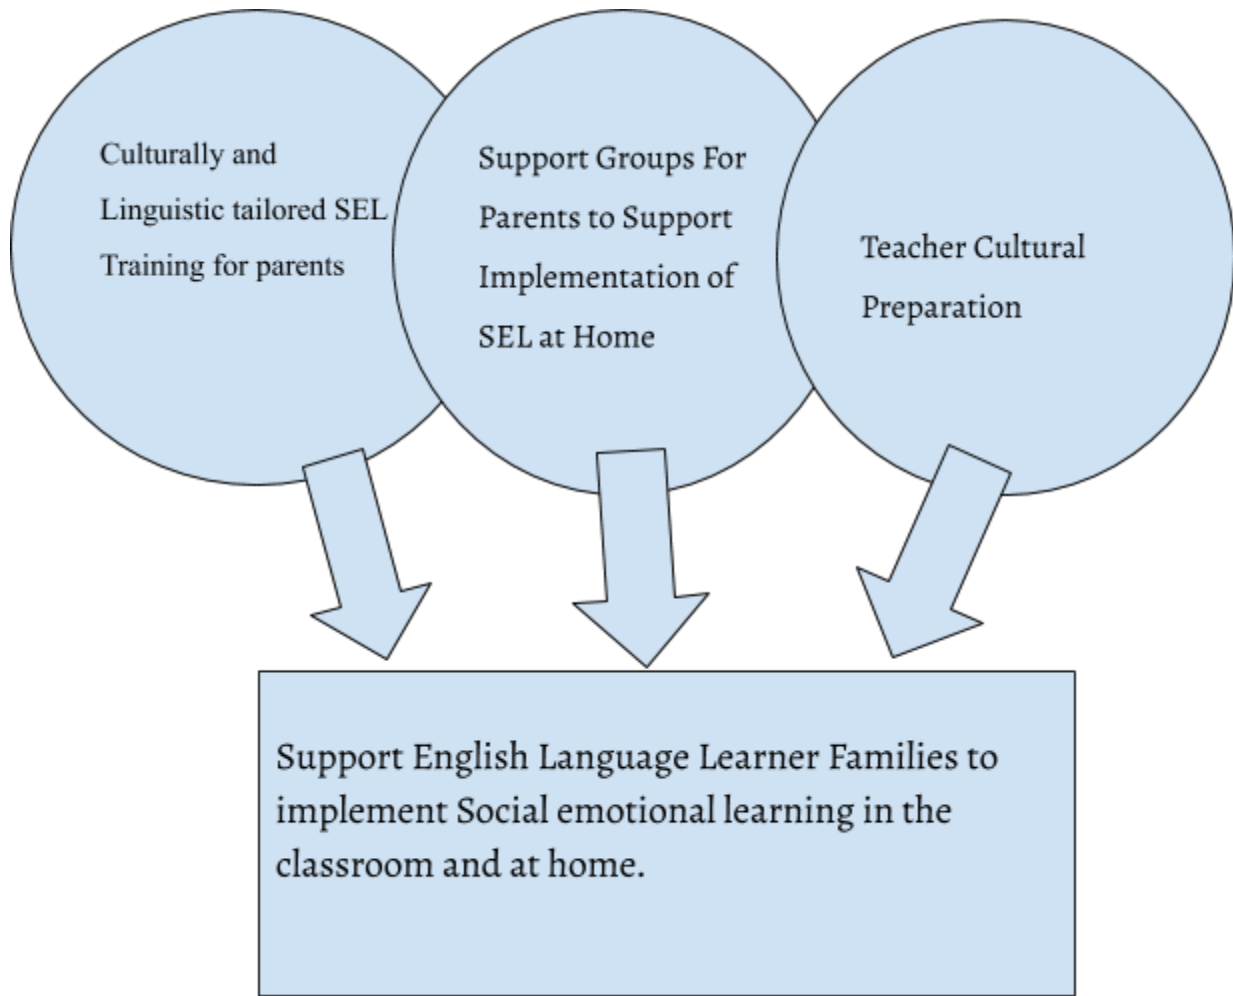 Culturally and
Linguistic tailored SEL
Training for parents
Support Groups For
Parents to Support
Implementation of
SEL at Home
Teacher Cultural
Preparation
Support English Language Learner Families to
implement Social emotional learning in the
classroom and at home.